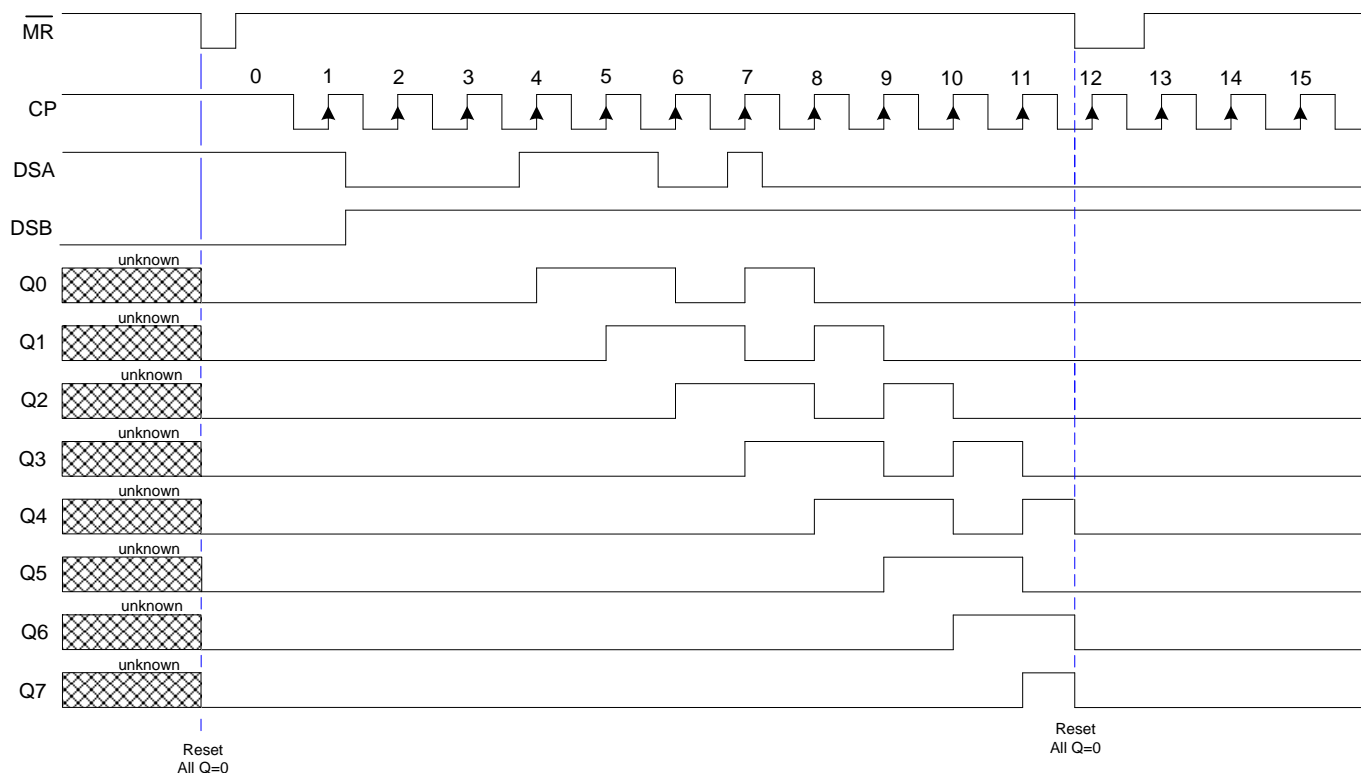 MR
0 1 2 3 4 5 6 7 8 9 10 11 12 13 14 15
CP
DSA
DSB
unknown
Q0
unknown
Q1
unknown
Q2
unknown
Q3
unknown
Q4
unknown
Q5
unknown
Q6
unknown
Q7
Reset
All Q=0
Reset
All Q=0